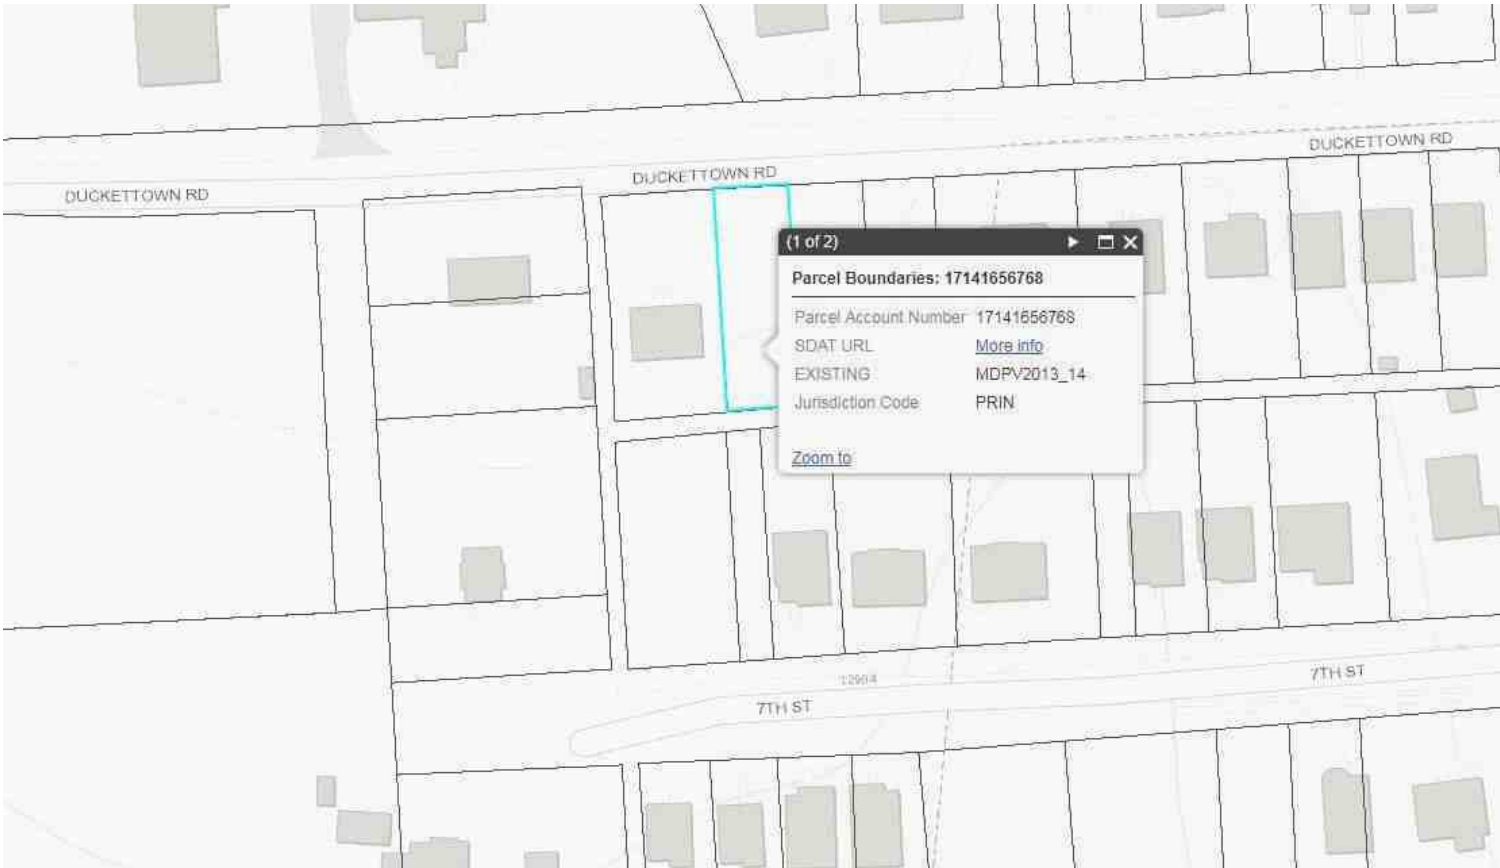 DUCKETTOWN RD
DUCKETTOWN RD
DUCKETTOWN RD
(1 of 2)
Parcel Boundaries: 17141656768
Parcel Account Number 17141656768
SDAT URL More info
EXISTING MDPV2013_14
Jurisdiction Code PRIN
Zoom to
12904
7TH ST
7TH ST